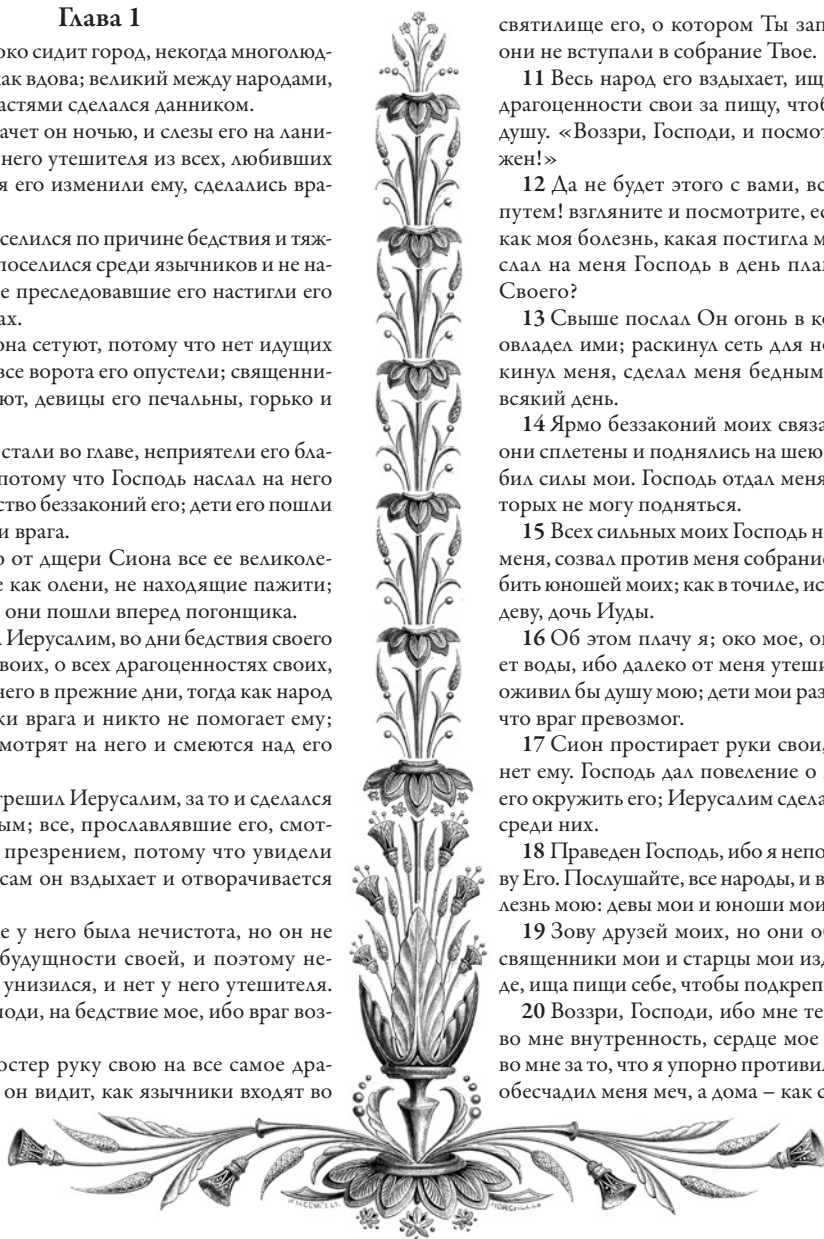 Глава 1
око сидит город, некогда многолюд-
как вдова; великий между народами,
астями сделался данником.
ачет он ночью, и слезы его на лани-
него утешителя из всех, любивших
я его изменили ему, сделались вра-
селился по причине бедствия и тяж-
поселился среди язычников и не на-
е преследовавшие его настигли его
ах.
она сетуют, потому что нет идущих
все ворота его опустели; священни-
ют, девицы его печальны, горько и
стали во главе, неприятели его бла-
потому что Господь наслал на него
ство беззаконий его; дети его пошли
и врага.
о от дщери Сиона все ее великоле-
е как олени, не находящие пажити;
они пошли вперед погонщика.
Иерусалим, во дни бедствия своего
воих, о всех драгоценностях своих,
него в прежние дни, тогда как народ
ки врага и никто не помогает ему;
мотрят на него и смеются над его
грешил Иерусалим, за то и сделался
ым; все, прославлявшие его, смот-
презрением, потому что увидели
сам он вздыхает и отворачивается
е у него была нечистота, но он не
будущности своей, и поэтому не-
унизился, и нет у него утешителя.
поди, на бедствие мое, ибо враг воз-
остер руку свою на все самое дра-
он видит, как язычники входят во
святилище его, о котором Ты зап
они не вступали в собрание Твое.
11 Весь народ его вздыхает, ищ
драгоценности свои за пищу, чтоб
душу. «Воззри, Господи, и посмот
жен!»
12 Да не будет этого с вами, вс
путем! взгляните и посмотрите, ес
как моя болезнь, какая постигла м
слал на меня Господь в день плам
Своего?
13 Свыше послал Он огонь в ко
овладел ими; раскинул сеть для но
кинул меня, сделал меня бедным
всякий день.
14 Ярмо беззаконий моих связа
они сплетены и поднялись на шею
бил силы мои. Господь отдал меня
торых не могу подняться.
15 Всех сильных моих Господь н
меня, созвал против меня собрание
бить юношей моих; как в точиле, ис
деву, дочь Иуды.
16 Об этом плачу я; око мое, ок
ет воды, ибо далеко от меня утеши
оживил бы душу мою; дети мои раз
что враг превозмог.
17 Сион простирает руки свои,
нет ему. Господь дал повеление о
его окружить его; Иерусалим сдела
среди них.
18 Праведен Господь, ибо я непо
ву Его. Послушайте, все народы, и в
лезнь мою: девы мои и юноши мои
19 Зову друзей моих, но они об
священники мои и старцы мои изд
де, ища пищи себе, чтобы подкреп
20 Воззри, Господи, ибо мне те
во мне внутренность, сердце мое
во мне за то, что я упорно противил
обесчадил меня меч, а дома – как с